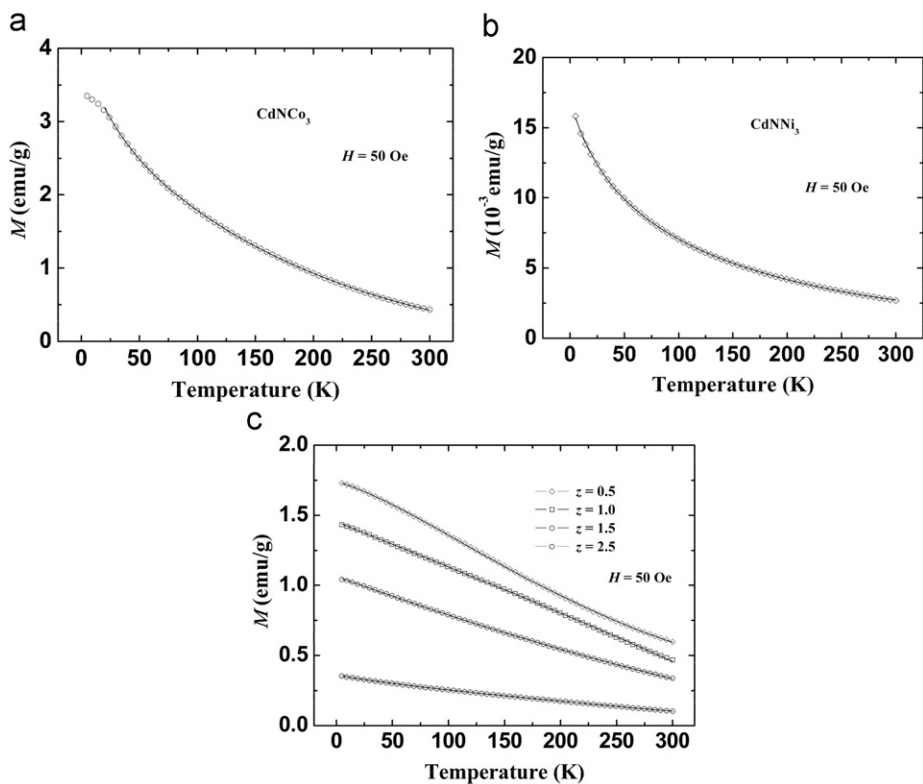 a
4
3
2
1
0
M (emu/g)
CdNCo₃
H = 50 Oe
0 50 100 150 200 250 300
Temperature (K)
b
20
15
10
5
0
M (10⁻³ emu/g)
CdNNi₃
H = 50 Oe
0 50 100 150 200 250 300
Temperature (K)
c
2.0
1.5
1.0
0.5
0.0
M (emu/g)
z = 0.5
z = 1.0
z = 1.5
z = 2.5
H = 50 Oe
0 50 100 150 200 250 300
Temperature (K)